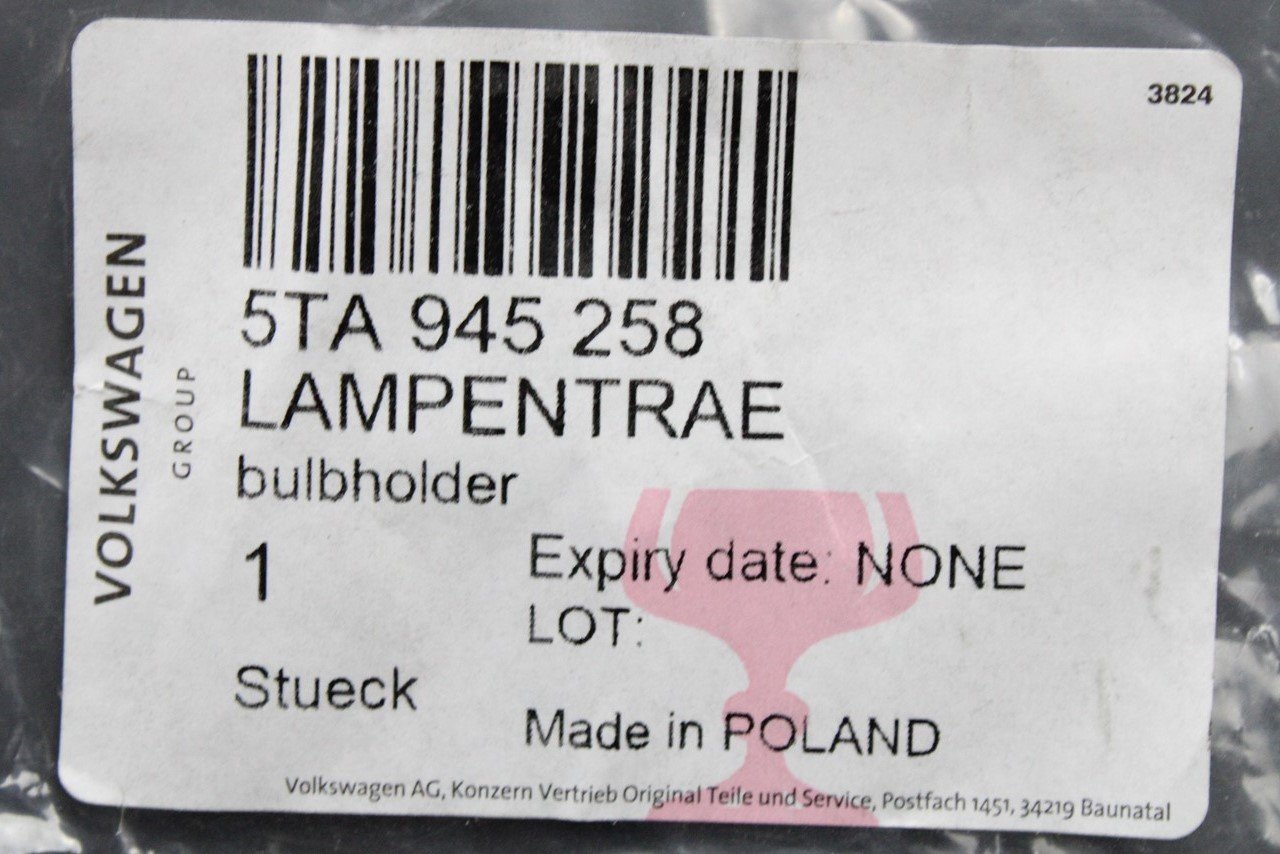 3824
VOLKSWAGEN
GROUP
5TA 945 258
LAMPENTRAE
bulbholder
1
Expiry date: NONE
LOT:
Stueck
Made in POLAND
Volkswagen AG, Konzern Vertrieb Original Teile und Service, Postfach 1451, 34219 Baunatal